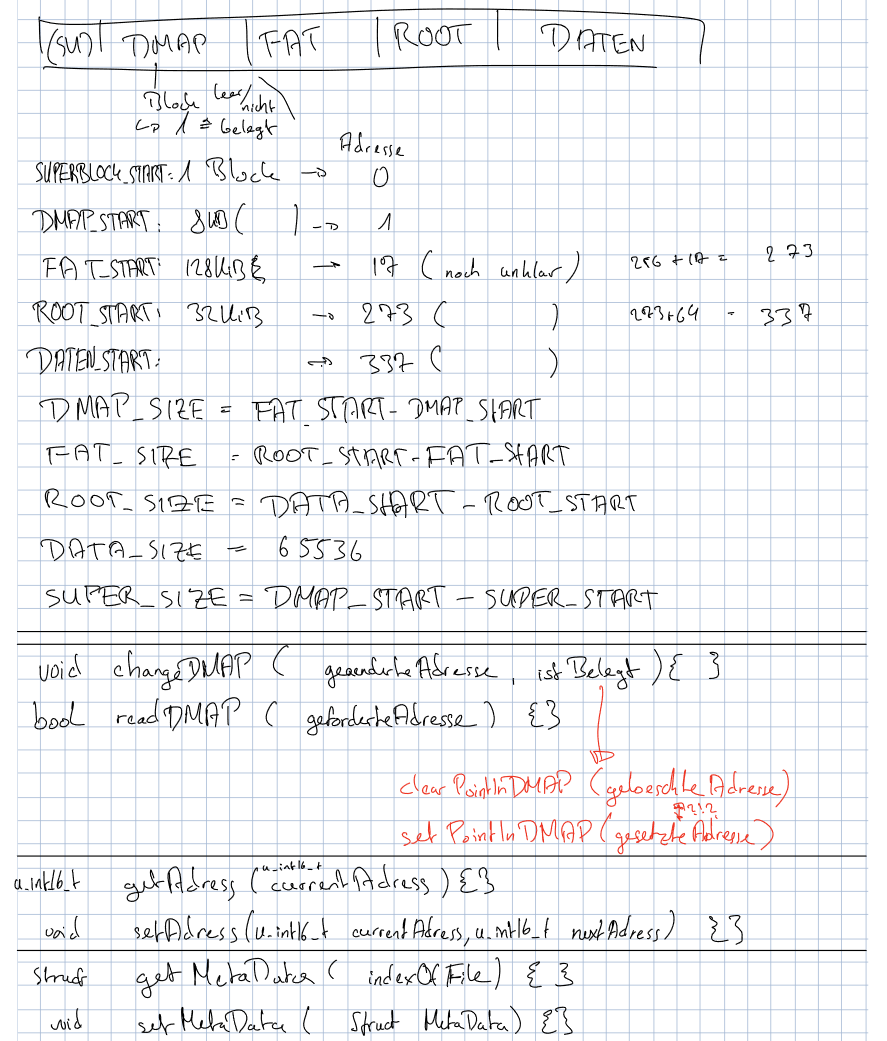 (SU) | DMAP | FAT | ROOT | DATEN
Block leer/nicht
↳ 1 ≙ belegt
Adresse
SUPERBLOCK_START: 1 Block → 0
DMAP_START: ( ) → 1
FAT_START: 128KiB → 17 (noch unklar) 256 + 17 = 273
ROOT_START: 32KiB → 273 ( ) 273+64 = 337
DATEN_START: → 337 ( )
DMAP_SIZE = FAT_START - DMAP_START
FAT_SIZE = ROOT_START - FAT_START
ROOT_SIZE = DATA_START - ROOT_START
DATA_SIZE = 65536
SUPER_SIZE = DMAP_START - SUPER_START
void changeDMAP ( geaenderteAdresse, istBelegt ) { }
bool readDMAP ( geforderteAdresse ) {}
clearPointInDMAP (geloeschteAdresse)
?!?
setPointInDMAP (gesetzteAdresse)
u_int16_t getAdress (u_int16_t currentAdress) {}
void setAdress(u_int16_t currentAdress, u_int16_t nextAdress) {}
struct getMetaData ( indexOfFile) { }
void setMetaData ( Struct MetaData) {}